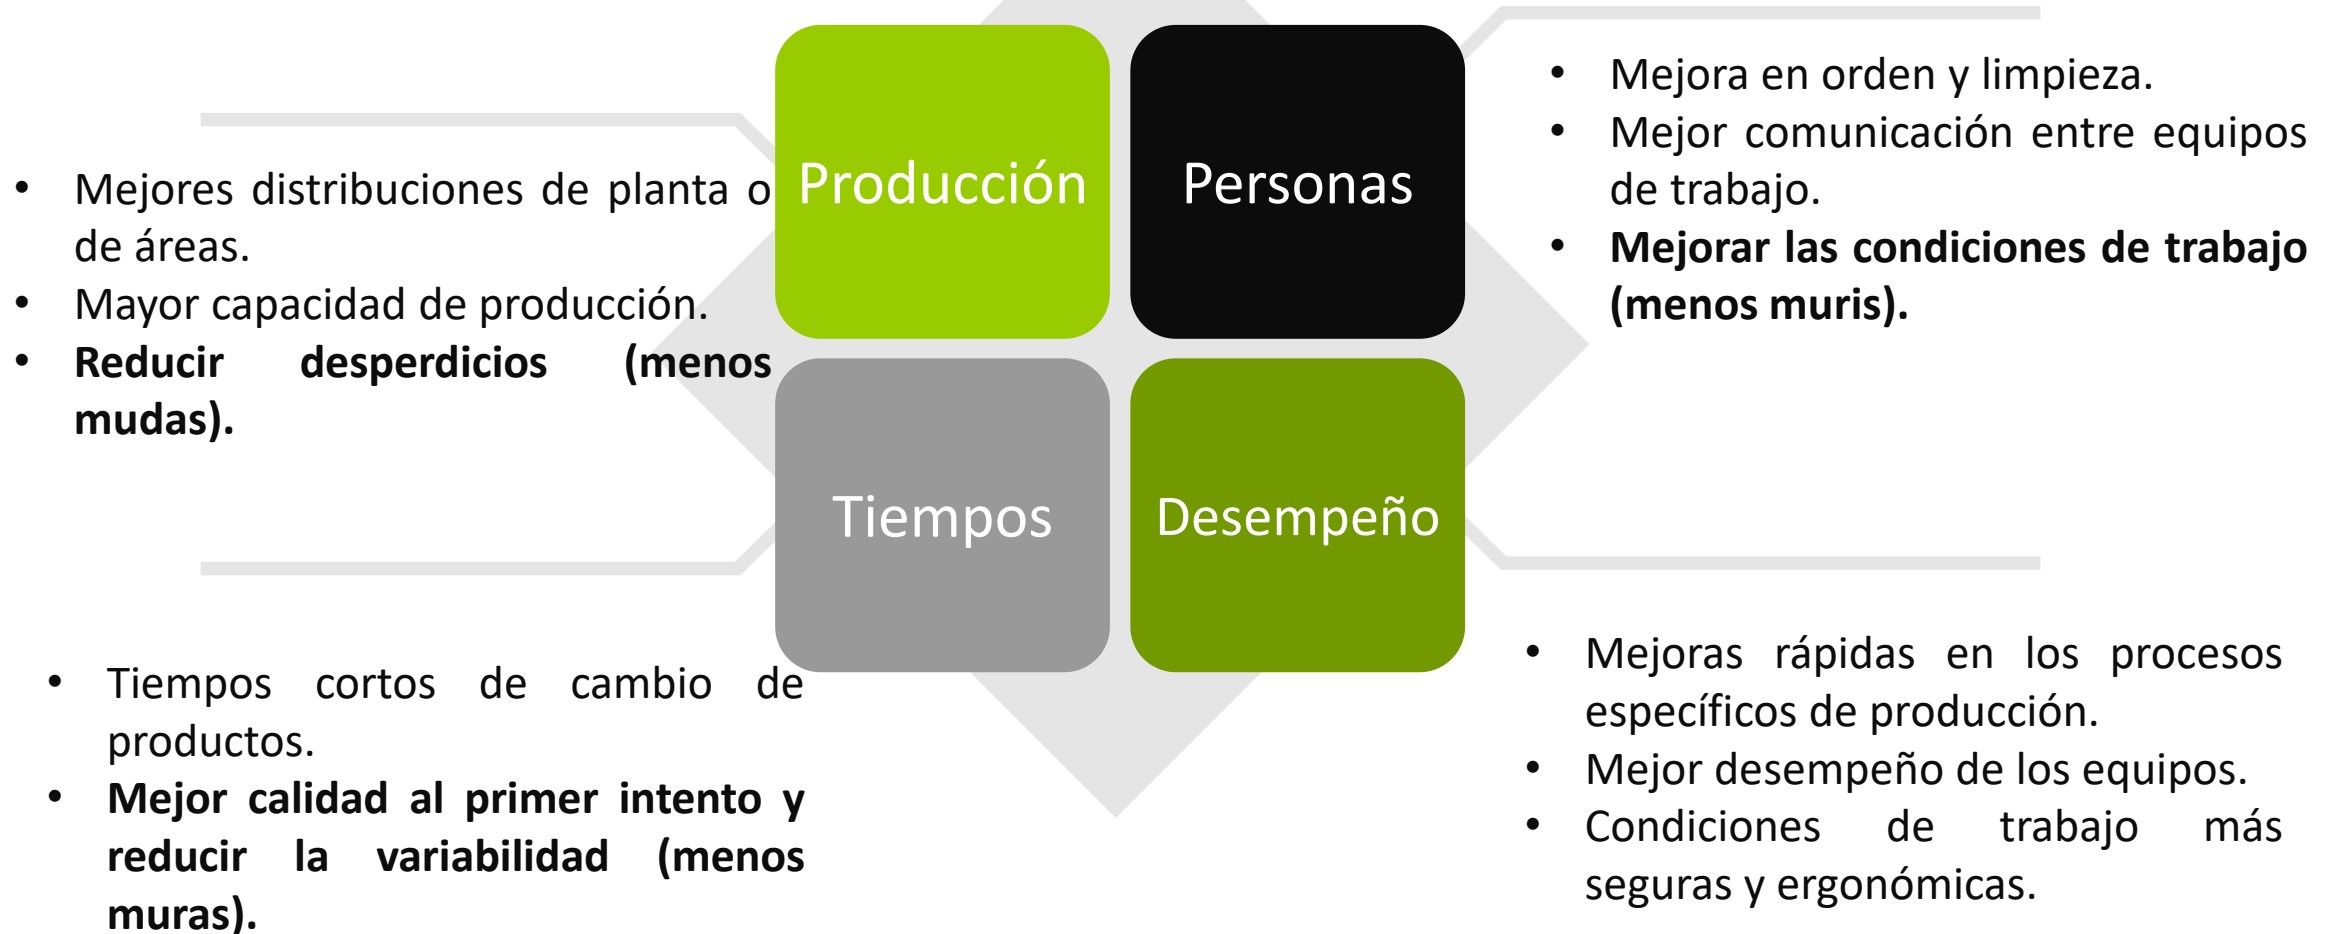 Producción
Personas
Tiempos
Desempeño
• Mejores distribuciones de planta o
de áreas.
• Mayor capacidad de producción.
• Reducir desperdicios (menos
mudas).
• Mejora en orden y limpieza.
• Mejor comunicación entre equipos
de trabajo.
• Mejorar las condiciones de trabajo
(menos muris).
• Tiempos cortos de cambio de
productos.
• Mejor calidad al primer intento y
reducir la variabilidad (menos
muras).
• Mejoras rápidas en los procesos
específicos de producción.
• Mejor desempeño de los equipos.
• Condiciones de trabajo más
seguras y ergonómicas.